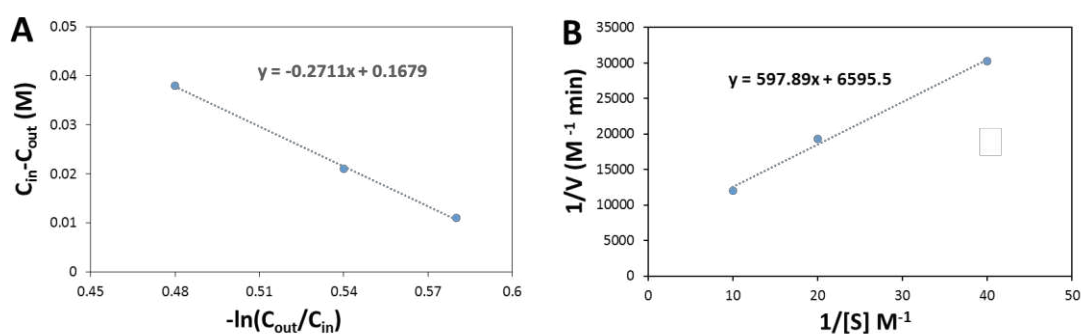 A
0.05
0.04
0.03
0.02
0.01
0
C_in-C_out (M)
y = -0.2711x + 0.1679
0.45 0.48 0.51 0.54 0.57 0.6
-ln(C_out/C_in)
B
35000
30000
25000
20000
15000
10000
5000
0
1/V (M⁻¹ min)
y = 597.89x + 6595.5
0 10 20 30 40 50
1/[S] M⁻¹